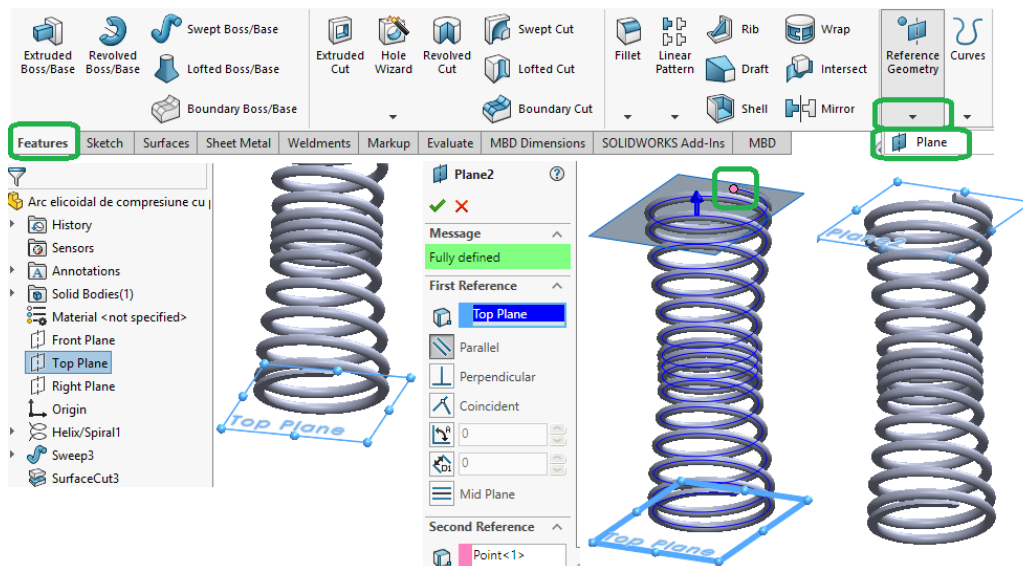 Extruded Boss/Base
Revolved Boss/Base
Swept Boss/Base
Lofted Boss/Base
Boundary Boss/Base
Extruded Cut
Hole Wizard
Revolved Cut
Swept Cut
Lofted Cut
Boundary Cut
Fillet
Linear Pattern
Rib
Draft
Shell
Wrap
Intersect
Mirror
Reference Geometry
Curves
Features
Sketch
Surfaces
Sheet Metal
Weldments
Markup
Evaluate
MBD Dimensions
SOLIDWORKS Add-Ins
MBD
Plane
Arc elicoidal de compresiune cu
History
Sensors
Annotations
Solid Bodies(1)
Material <not specified>
Front Plane
Top Plane
Right Plane
Origin
Helix/Spiral1
Sweep3
SurfaceCut3
Top Plane
Plane2
Message
Fully defined
First Reference
Top Plane
Parallel
Perpendicular
Coincident
0
D1
0
Mid Plane
Second Reference
Point<1>
Top Plane
Plane2